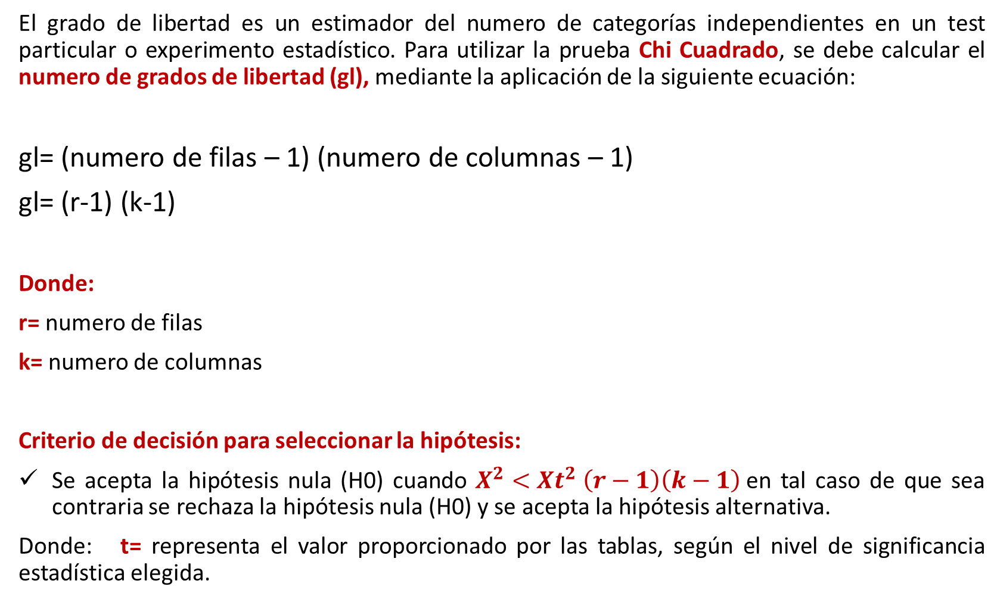 El grado de libertad es un estimador del numero de categorías independientes en un test
particular o experimento estadístico. Para utilizar la prueba Chi Cuadrado, se debe calcular el
numero de grados de libertad (gl), mediante la aplicación de la siguiente ecuación:
gl= (numero de filas – 1) (numero de columnas – 1)
gl= (r-1) (k-1)
Donde:
r= numero de filas
k= numero de columnas
Criterio de decisión para seleccionar la hipótesis:
✓ Se acepta la hipótesis nula (H0) cuando X² < Xt² (r − 1)(k − 1) en tal caso de que sea
contraria se rechaza la hipótesis nula (H0) y se acepta la hipótesis alternativa.
Donde: t= representa el valor proporcionado por las tablas, según el nivel de significancia
estadística elegida.